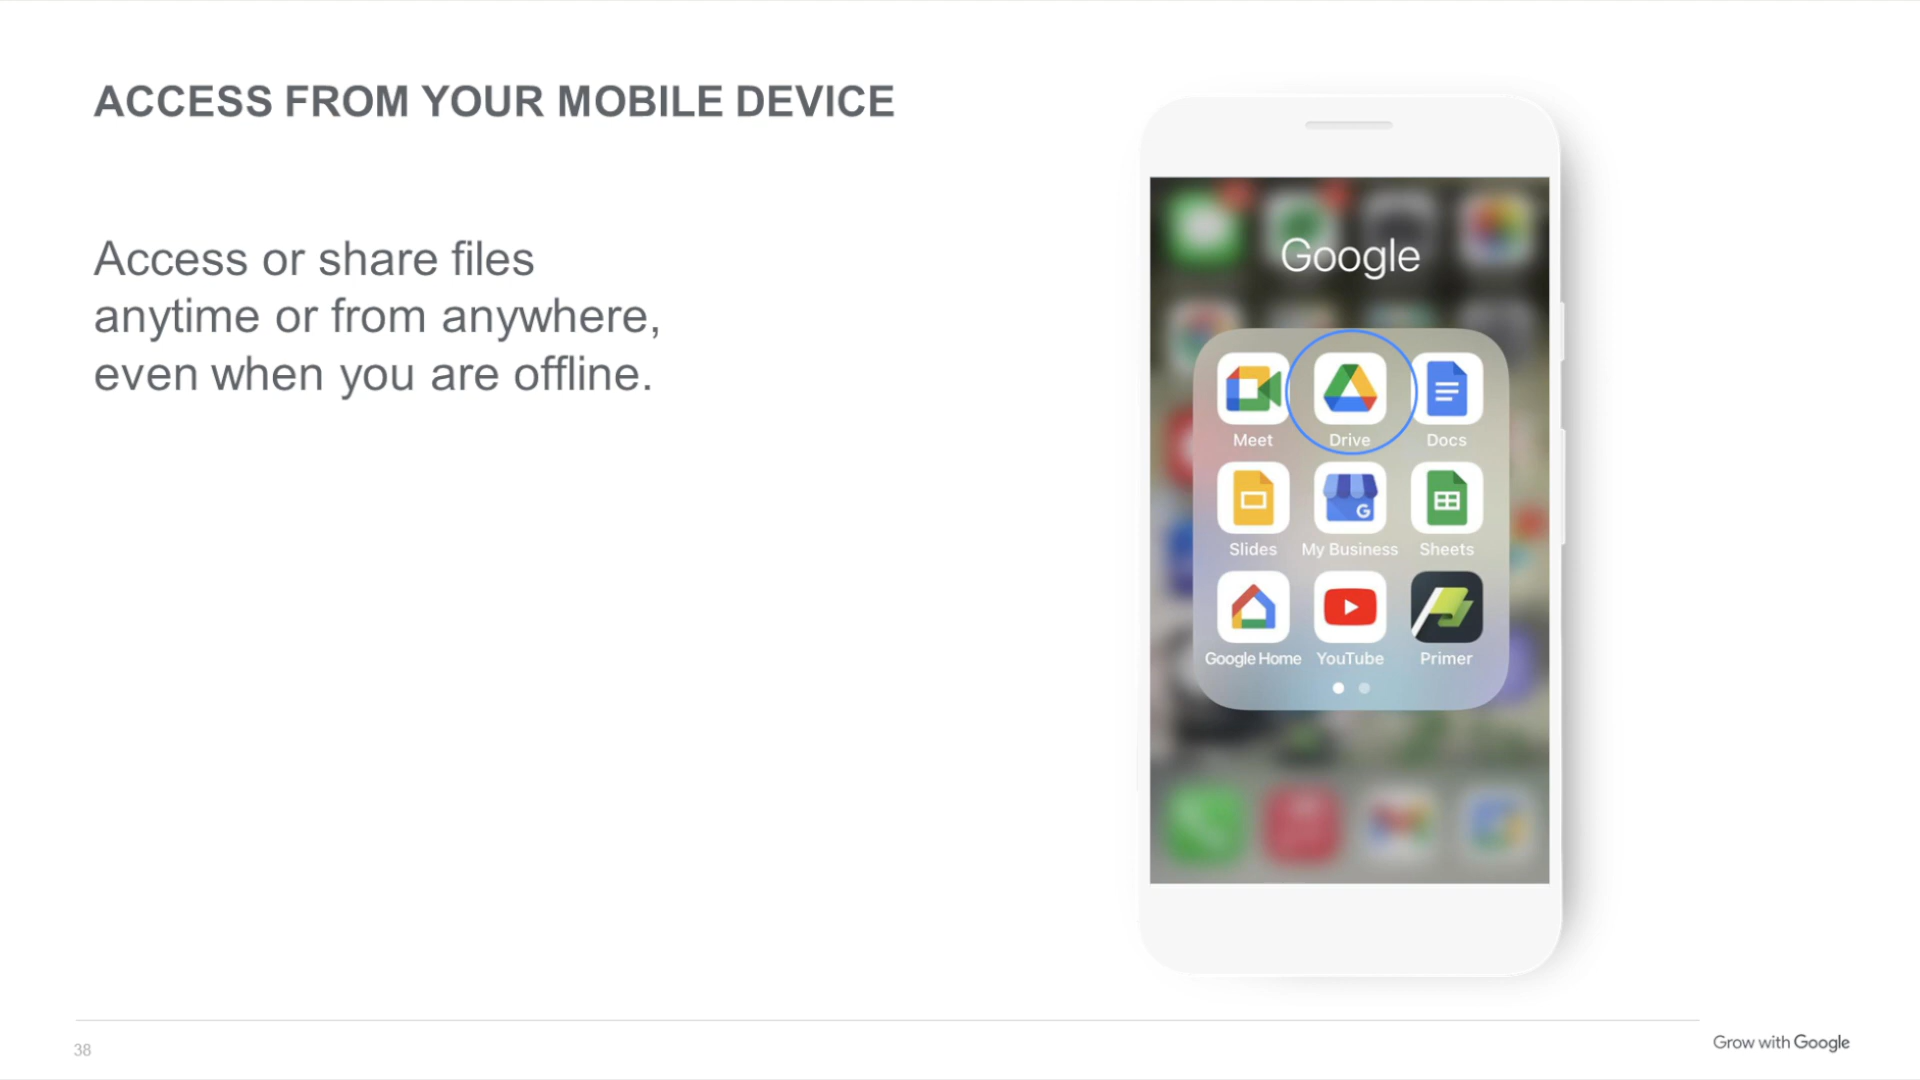 ACCESS FROM YOUR MOBILE DEVICE
Access or share files
anytime or from anywhere,
even when you are offline.
Google
Meet Drive Docs
Slides My Business Sheets
Google Home YouTube Primer
38
Grow with Google